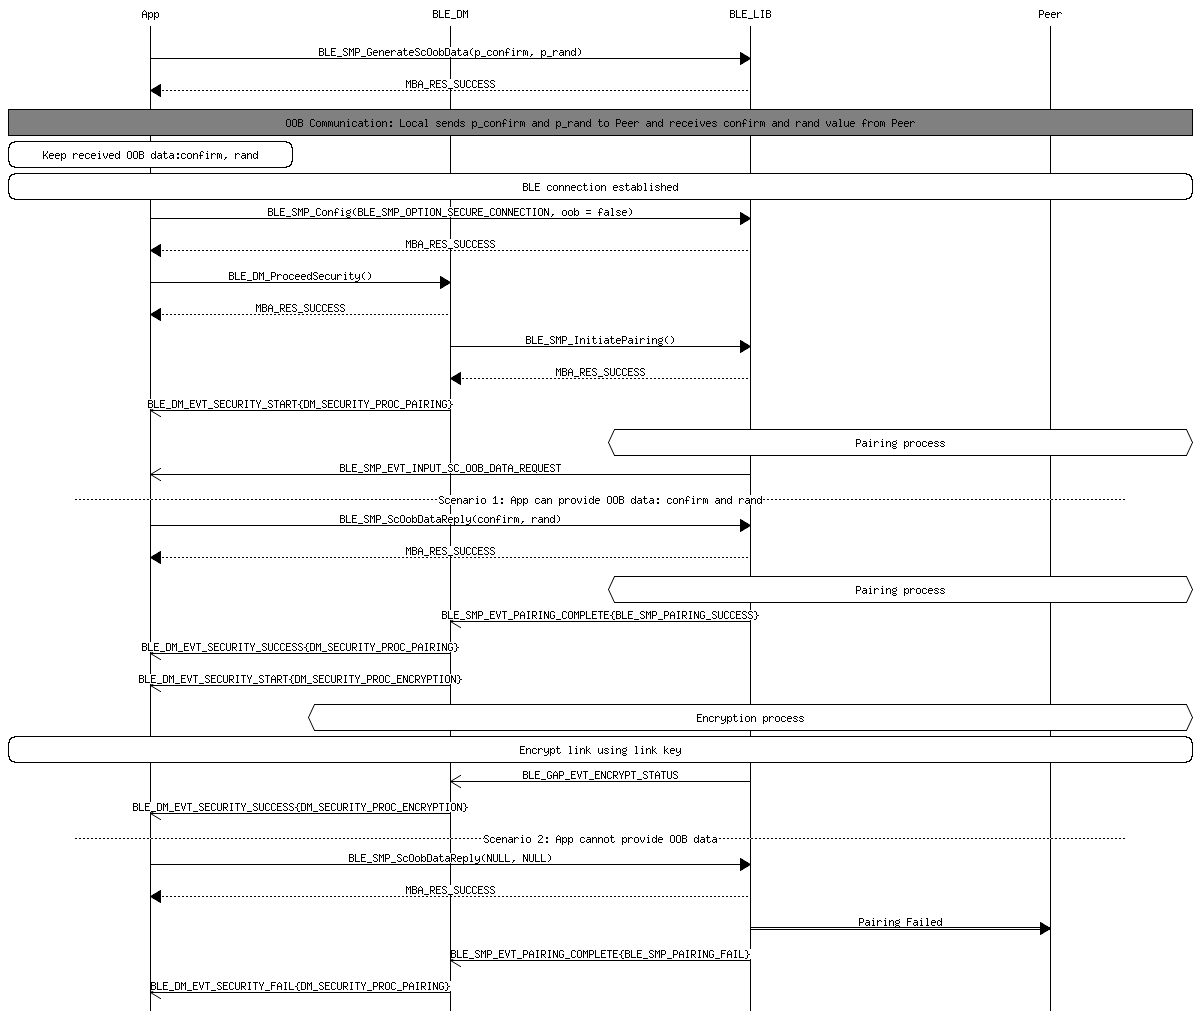 App BLE_DM BLE_LIB Peer
BLE_SMP_GenerateScOobData(p_confirm, p_rand)
MBA_RES_SUCCESS
OOB Communication: Local sends p_confirm and p_rand to Peer and receives confirm and rand value from Peer
Keep received OOB data:confirm, rand
BLE connection established
BLE_SMP_Config(BLE_SMP_OPTION_SECURE_CONNECTION, oob = false)
MBA_RES_SUCCESS
BLE_DM_ProceedSecurity()
MBA_RES_SUCCESS
BLE_SMP_InitiatePairing()
MBA_RES_SUCCESS
BLE_DM_EVT_SECURITY_START{DM_SECURITY_PROC_PAIRING}
Pairing process
BLE_SMP_EVT_INPUT_SC_OOB_DATA_REQUEST
Scenario 1: App can provide OOB data: confirm and rand
BLE_SMP_ScOobDataReply(confirm, rand)
MBA_RES_SUCCESS
Pairing process
BLE_SMP_EVT_PAIRING_COMPLETE{BLE_SMP_PAIRING_SUCCESS}
BLE_DM_EVT_SECURITY_SUCCESS{DM_SECURITY_PROC_PAIRING}
BLE_DM_EVT_SECURITY_START{DM_SECURITY_PROC_ENCRYPTION}
Encryption process
Encrypt link using link key
BLE_GAP_EVT_ENCRYPT_STATUS
BLE_DM_EVT_SECURITY_SUCCESS{DM_SECURITY_PROC_ENCRYPTION}
Scenario 2: App cannot provide OOB data
BLE_SMP_ScOobDataReply(NULL, NULL)
MBA_RES_SUCCESS
Pairing Failed
BLE_SMP_EVT_PAIRING_COMPLETE{BLE_SMP_PAIRING_FAIL}
BLE_DM_EVT_SECURITY_FAIL{DM_SECURITY_PROC_PAIRING}